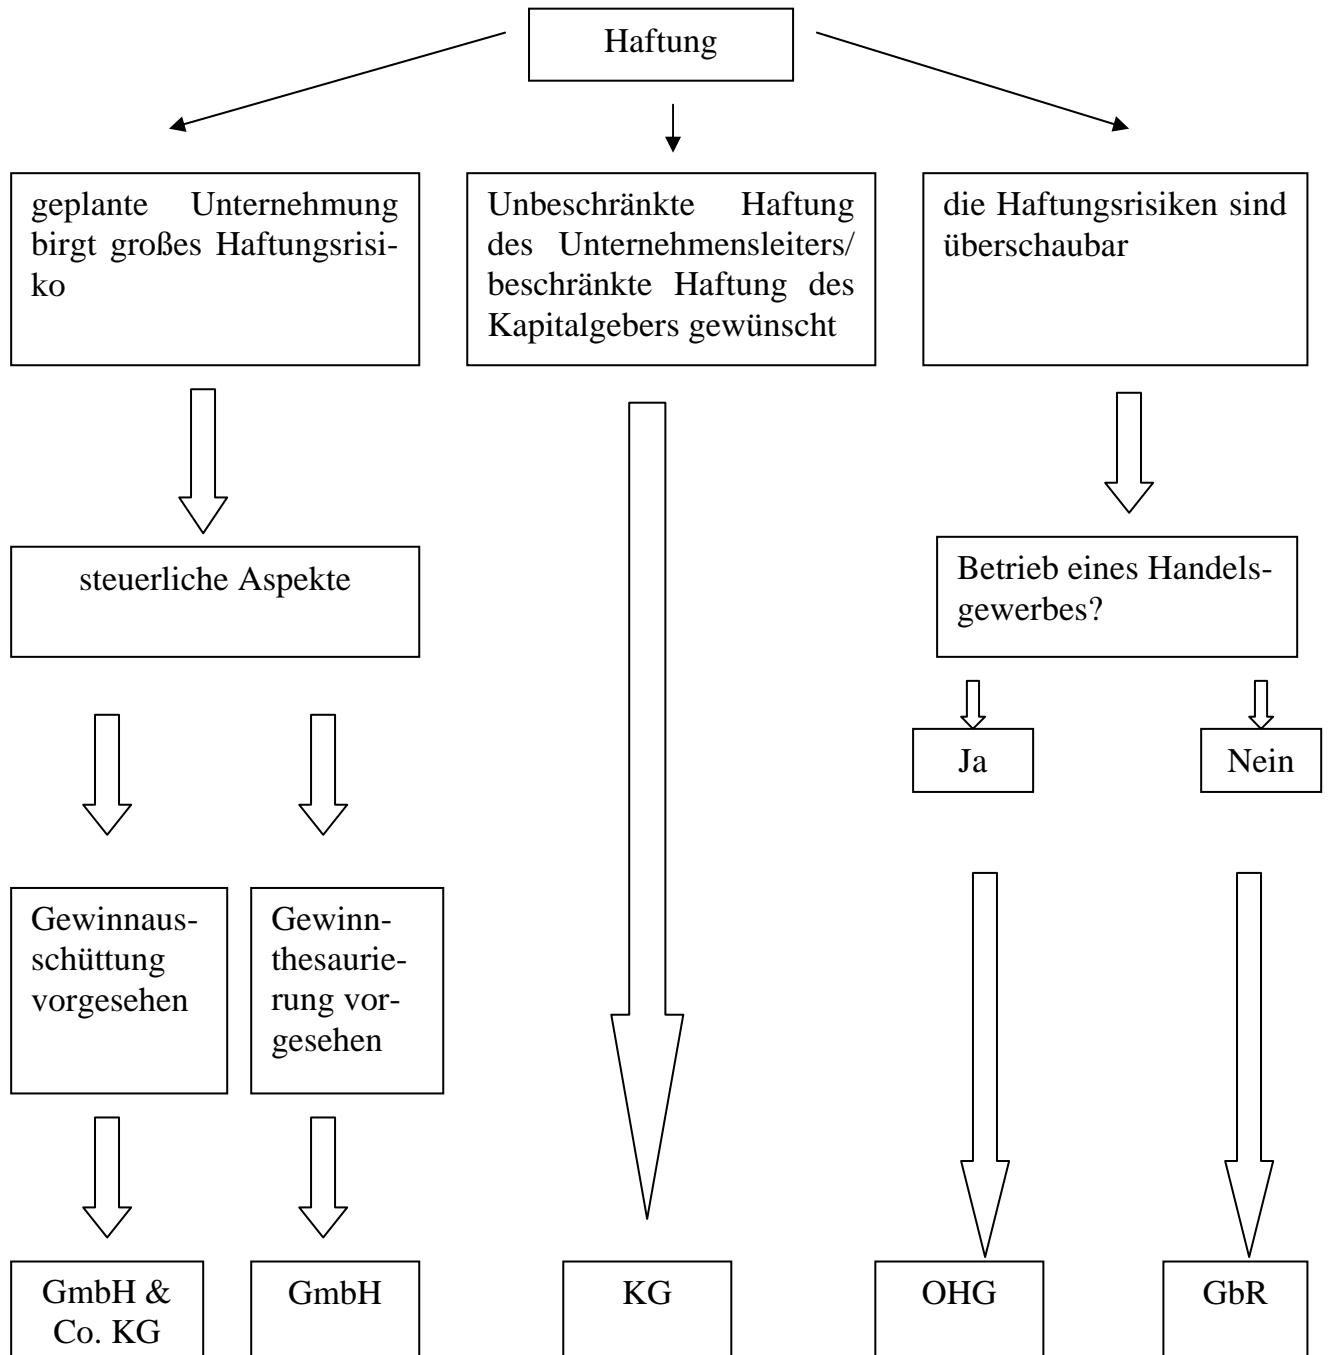 Haftung
geplante Unternehmung
birgt großes Haftungsrisi-
ko
Unbeschränkte Haftung
des Unternehmensleiters/
beschränkte Haftung des
Kapitalgebers gewünscht
die Haftungsrisiken sind
überschaubar
steuerliche Aspekte
Betrieb eines Handels-
gewerbes?
Ja
Nein
Gewinnaus-
schüttung
vorgesehen
Gewinn-
thesaurie-
rung vor-
gesehen
GmbH &
Co. KG
GmbH
KG
OHG
GbR